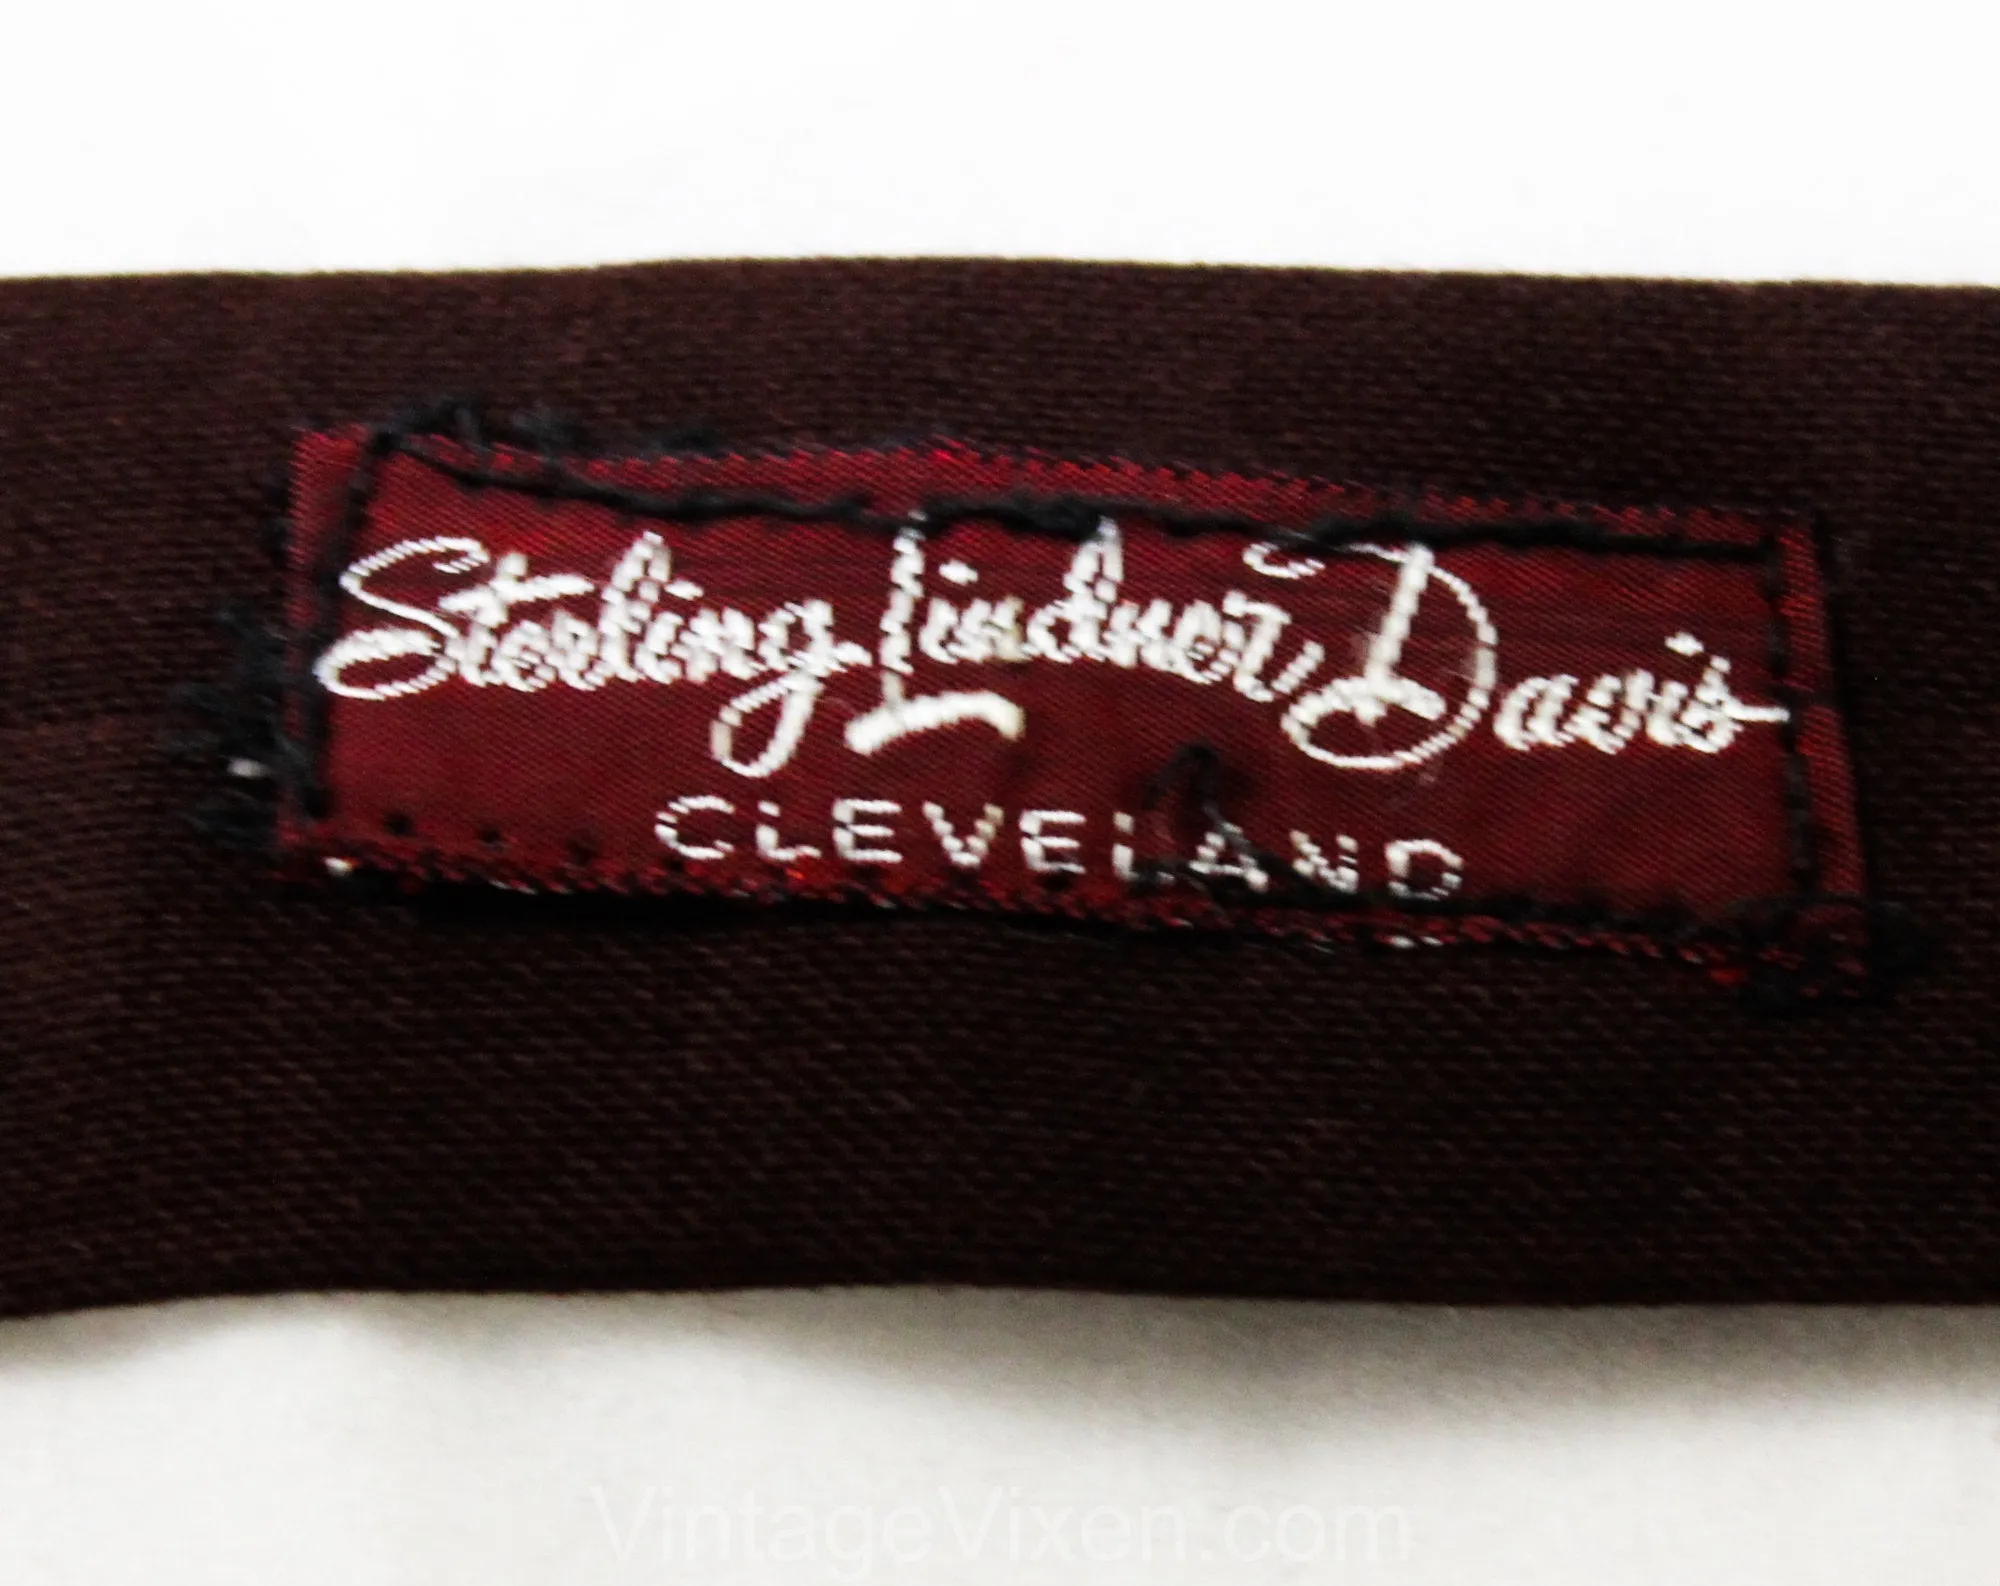 Sterling Lindner Davis
CLEVELAND
VintageVixen.com